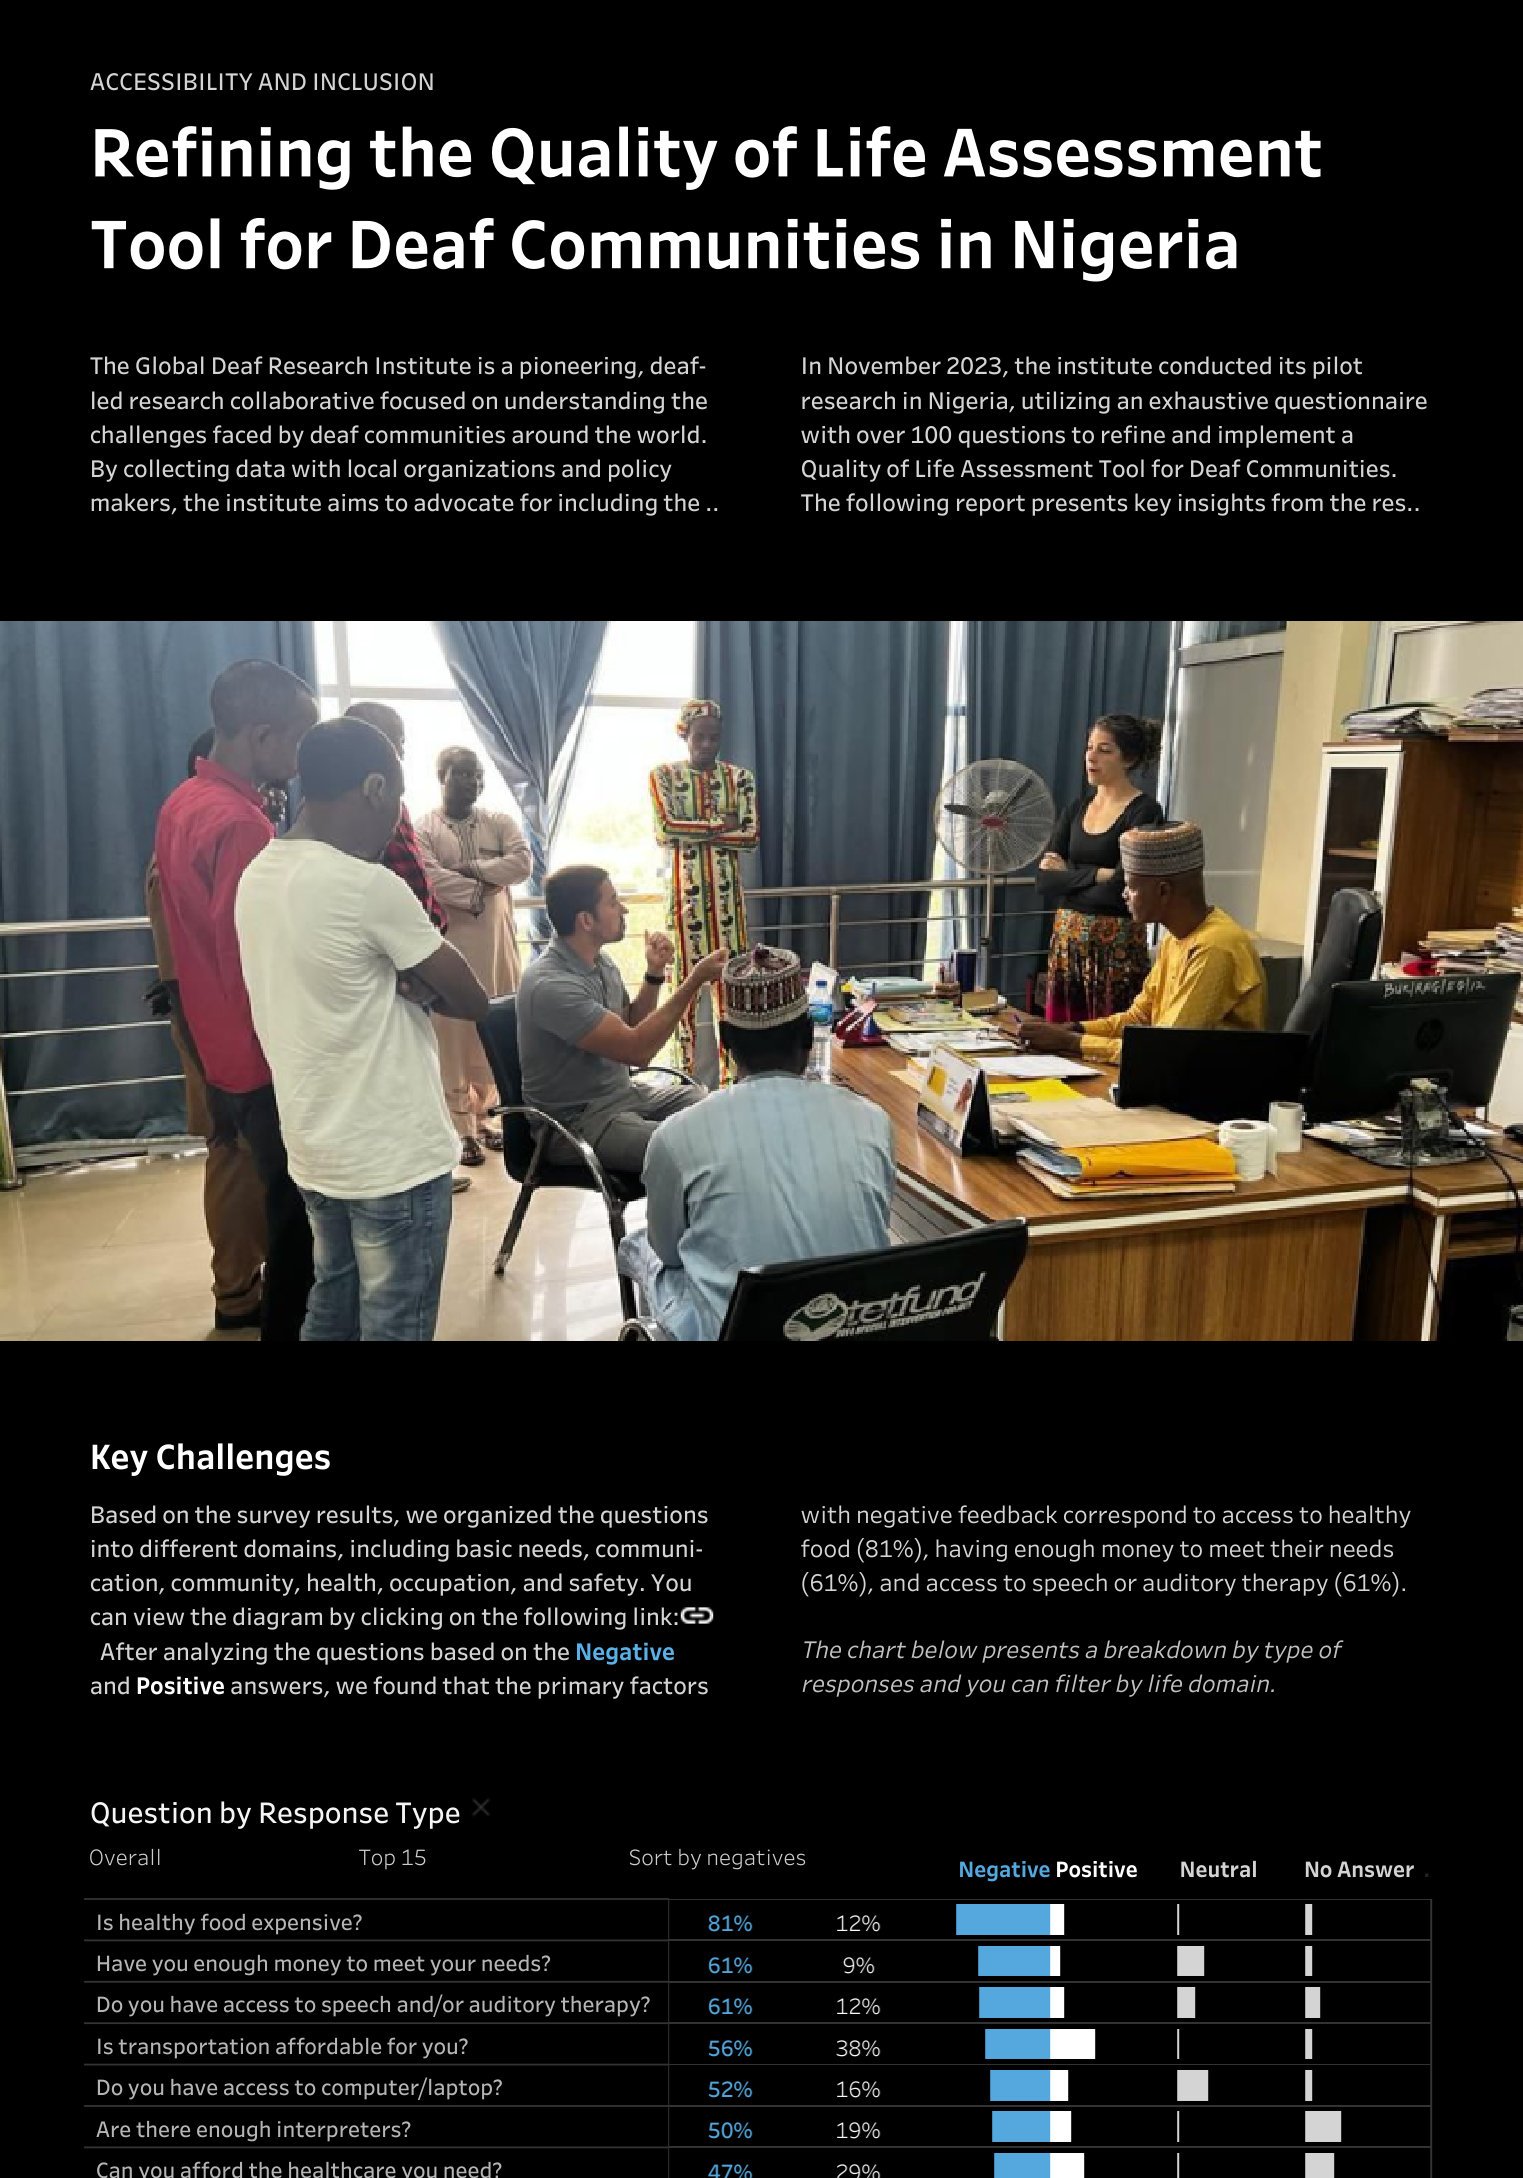 ACCESSIBILITY AND INCLUSION
Refining the Quality of Life Assessment
Tool for Deaf Communities in Nigeria
The Global Deaf Research Institute is a pioneering, deaf-
led research collaborative focused on understanding the
challenges faced by deaf communities around the world.
By collecting data with local organizations and policy
makers, the institute aims to advocate for including the ..
In November 2023, the institute conducted its pilot
research in Nigeria, utilizing an exhaustive questionnaire
with over 100 questions to refine and implement a
Quality of Life Assessment Tool for Deaf Communities.
The following report presents key insights from the res..
BUK/REG/EQ/12
tetfund
Key Challenges
Based on the survey results, we organized the questions
into different domains, including basic needs, communi-
cation, community, health, occupation, and safety. You
can view the diagram by clicking on the following link:
After analyzing the questions based on the Negative
and Positive answers, we found that the primary factors
with negative feedback correspond to access to healthy
food (81%), having enough money to meet their needs
(61%), and access to speech or auditory therapy (61%).
The chart below presents a breakdown by type of
responses and you can filter by life domain.
Question by Response Type
Overall Top 15 Sort by negatives
Negative Positive Neutral No Answer
Is healthy food expensive? 81% 12%
Have you enough money to meet your needs? 61% 9%
Do you have access to speech and/or auditory therapy? 61% 12%
Is transportation affordable for you? 56% 38%
Do you have access to computer/laptop? 52% 16%
Are there enough interpreters? 50% 19%
Can you afford the healthcare you need? 47% 29%